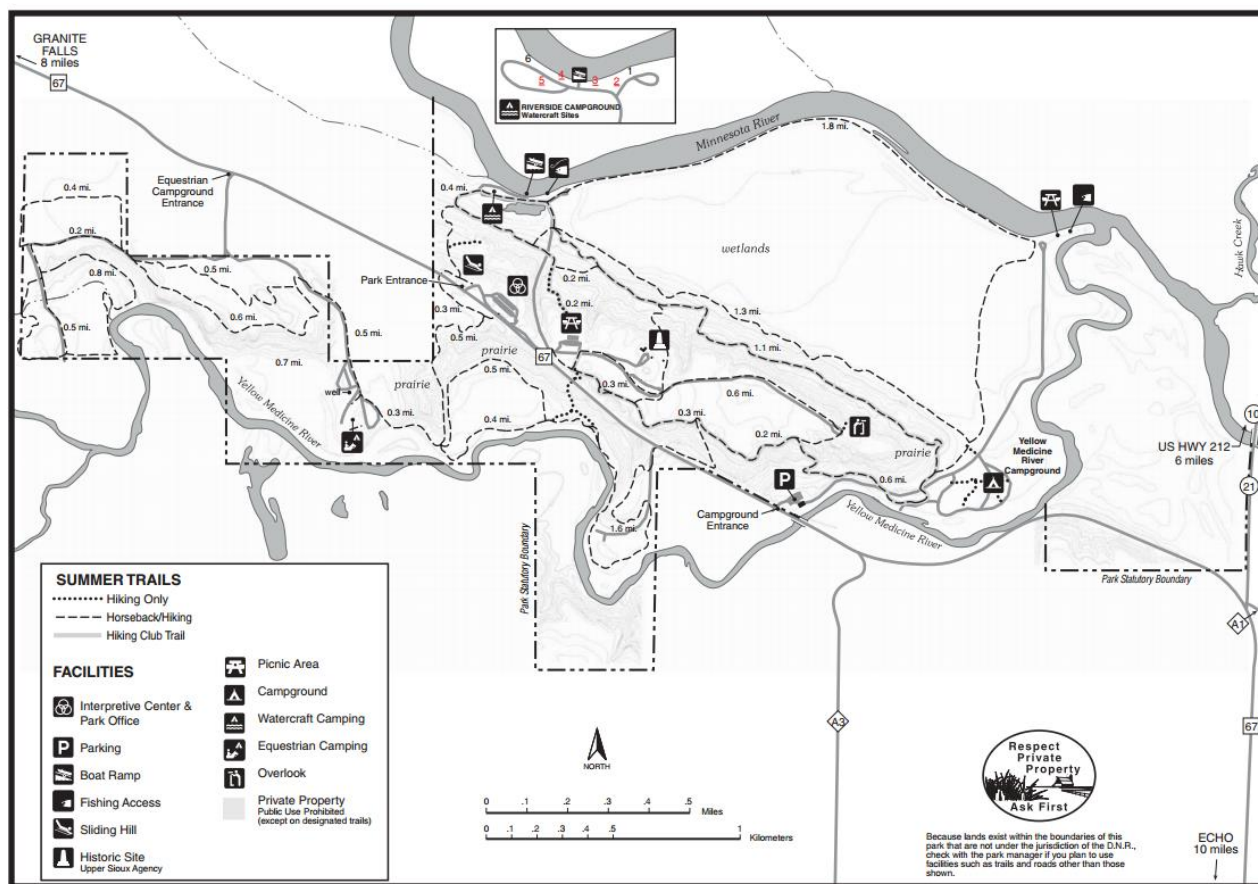 GRANITE
FALLS
8 miles
67
6
5
4
3
2
1
RIVERSIDE CAMPGROUND
Watercraft Sites
Minnesota River
1.8 mi.
Equestrian
Campground
Entrance
0.4 mi.
0.4 mi.
0.2 mi.
0.8 mi.
0.5 mi.
0.6 mi.
0.5 mi.
0.5 mi.
0.7 mi.
well
0.3 mi.
Yellow Medicine River
prairie
Park Entrance
0.3 mi.
0.5 mi.
prairie
0.5 mi.
0.4 mi.
67
0.2 mi.
0.2 mi.
wetlands
1.3 mi.
1.1 mi.
0.3 mi.
0.6 mi.
0.3 mi.
0.2 mi.
prairie
P
0.6 mi.
Campground
Entrance
Yellow Medicine River
Yellow
Medicine
River
Campground
1.6 mi.
Hawk Creek
10
US HWY 212
6 miles
21
Park Statutory Boundary
Park Statutory Boundary
A1
A3
67
SUMMER TRAILS
Hiking Only
Horseback/Hiking
Hiking Club Trail
FACILITIES
Interpretive Center &
Park Office
P Parking
Boat Ramp
Fishing Access
Sliding Hill
Historic Site
Upper Sioux Agency
Picnic Area
Campground
Watercraft Camping
Equestrian Camping
Overlook
Private Property
Public Use Prohibited
(except on designated trails)
NORTH
0 .1 .2 .3 .4 .5
Miles
0 .1 .2 .3 .4 .5 1
Kilometers
Respect
Private
Property
Ask First
Because lands exist within the boundaries of this
park that are not under the jurisdiction of the D.N.R.,
check with the park manager if you plan to use
facilities such as trails and roads other than those
shown.
ECHO
10 miles